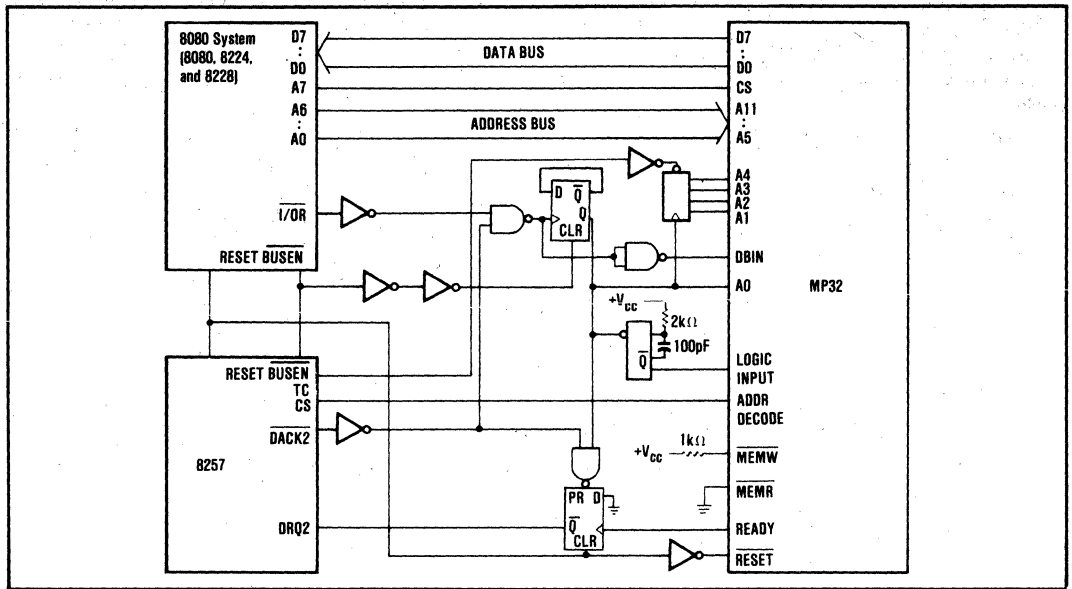 8080 System
(8080, 8224,
and 8228)
D7
:
D0
A7
A6
:
A0
I/OR
RESET BUSEN
DATA BUS
ADDRESS BUS
D7
:
D0
CS
A11
:
A5
A4
A3
A2
A1
DBIN
A0
MP32
LOGIC
INPUT
ADDR
DECODE
MEMW
MEMR
READY
RESET
D Q
Q
CLR
+Vcc
2kΩ
100pF
Q
RESET BUSEN
TC
CS
DACK2
8257
DRQ2
+Vcc
1kΩ
PR D
Q
CLR